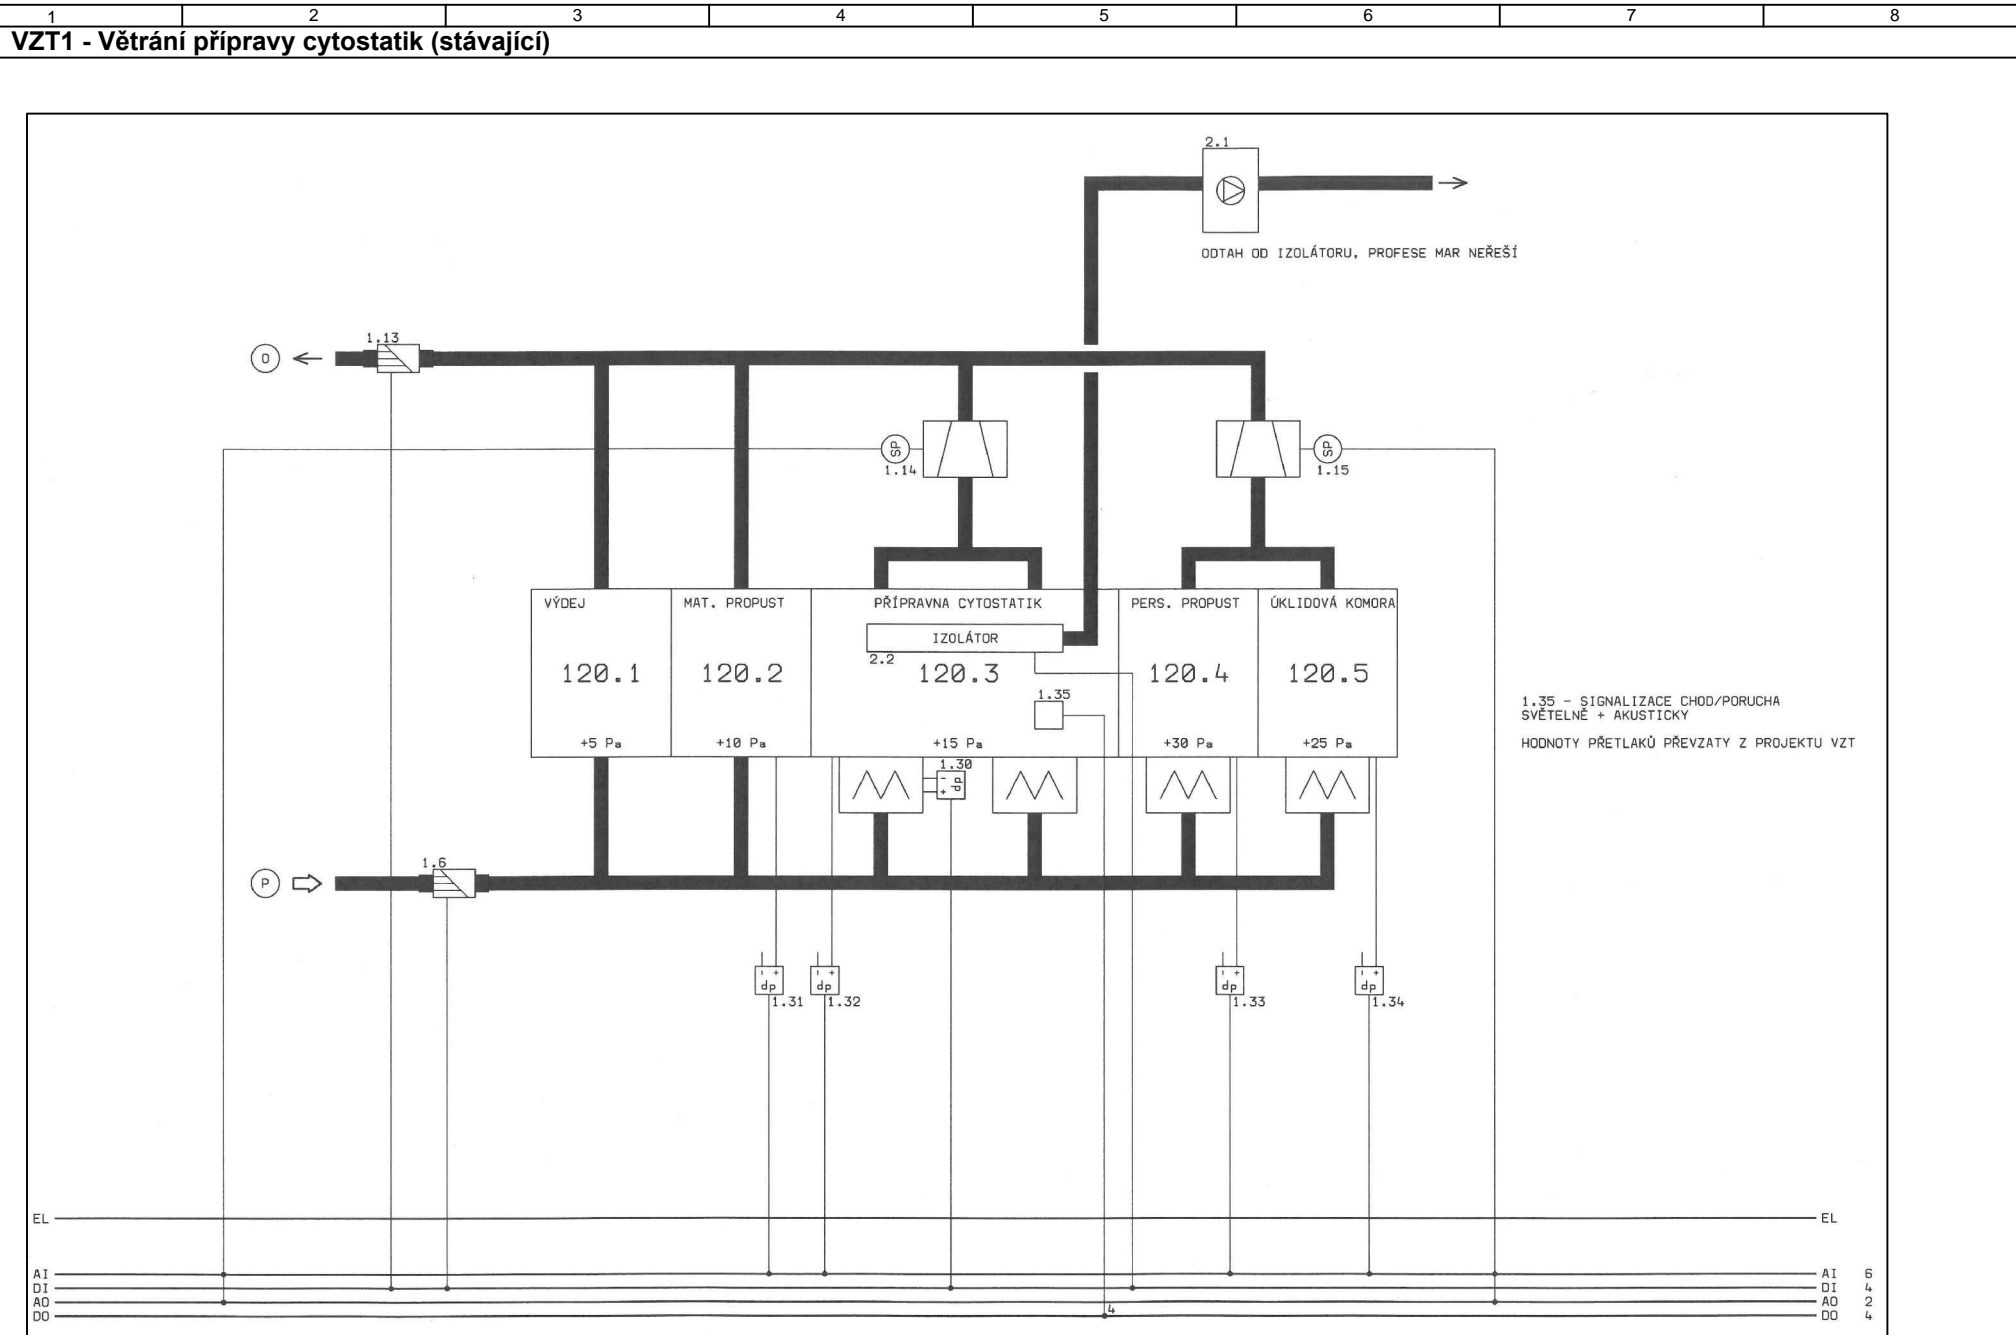 1 2 3 4 5 6 7 8
VZT1 - Větrání přípravy cytostatik (stávající)
2.1
ODTAH OD IZOLÁTORU, PROFESE MAR NEŘEŠÍ
1.13
O
SP
1.14
SP
1.15
VÝDEJ MAT. PROPUST PŘÍPRAVNA CYTOSTATIK PERS. PROPUST ÚKLIDOVÁ KOMORA
IZOLÁTOR
2.2
120.1 120.2 120.3 120.4 120.5
1.35
1.35 - SIGNALIZACE CHOD/PORUCHA
SVĚTELNĚ + AKUSTICKY
+5 Pa +10 Pa +15 Pa +30 Pa +25 Pa
HODNOTY PŘETLAKŮ PŘEVZATY Z PROJEKTU VZT
1.30
- +
dp
1.6
P
- + - + - + - +
dp dp dp dp
1.31 1.32 1.33 1.34
EL EL
AI AI 6
DI DI 4
AO AO 2
4
DO DO 4